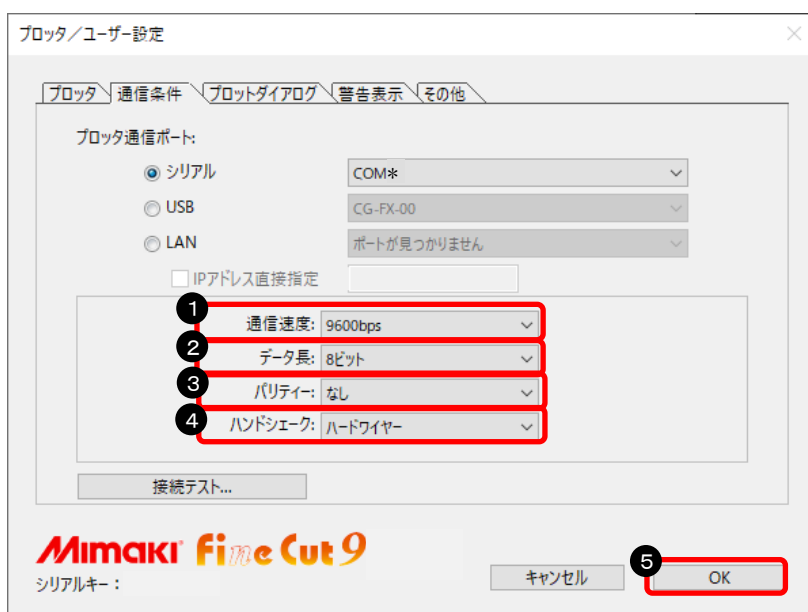 プロッタ／ユーザー設定
プロッタ 通信条件 プロットダイアログ 警告表示 その他
プロッタ通信ポート:
シリアル COM*
USB CG-FX-00
LAN ポートが見つかりません
IPアドレス直接指定
1 通信速度: 9600bps
2 データ長: 8ビット
3 パリティー: なし
4 ハンドシェーク: ハードワイヤー
接続テスト...
Mimaki Fine Cut 9
シリアルキー：
キャンセル 5 OK